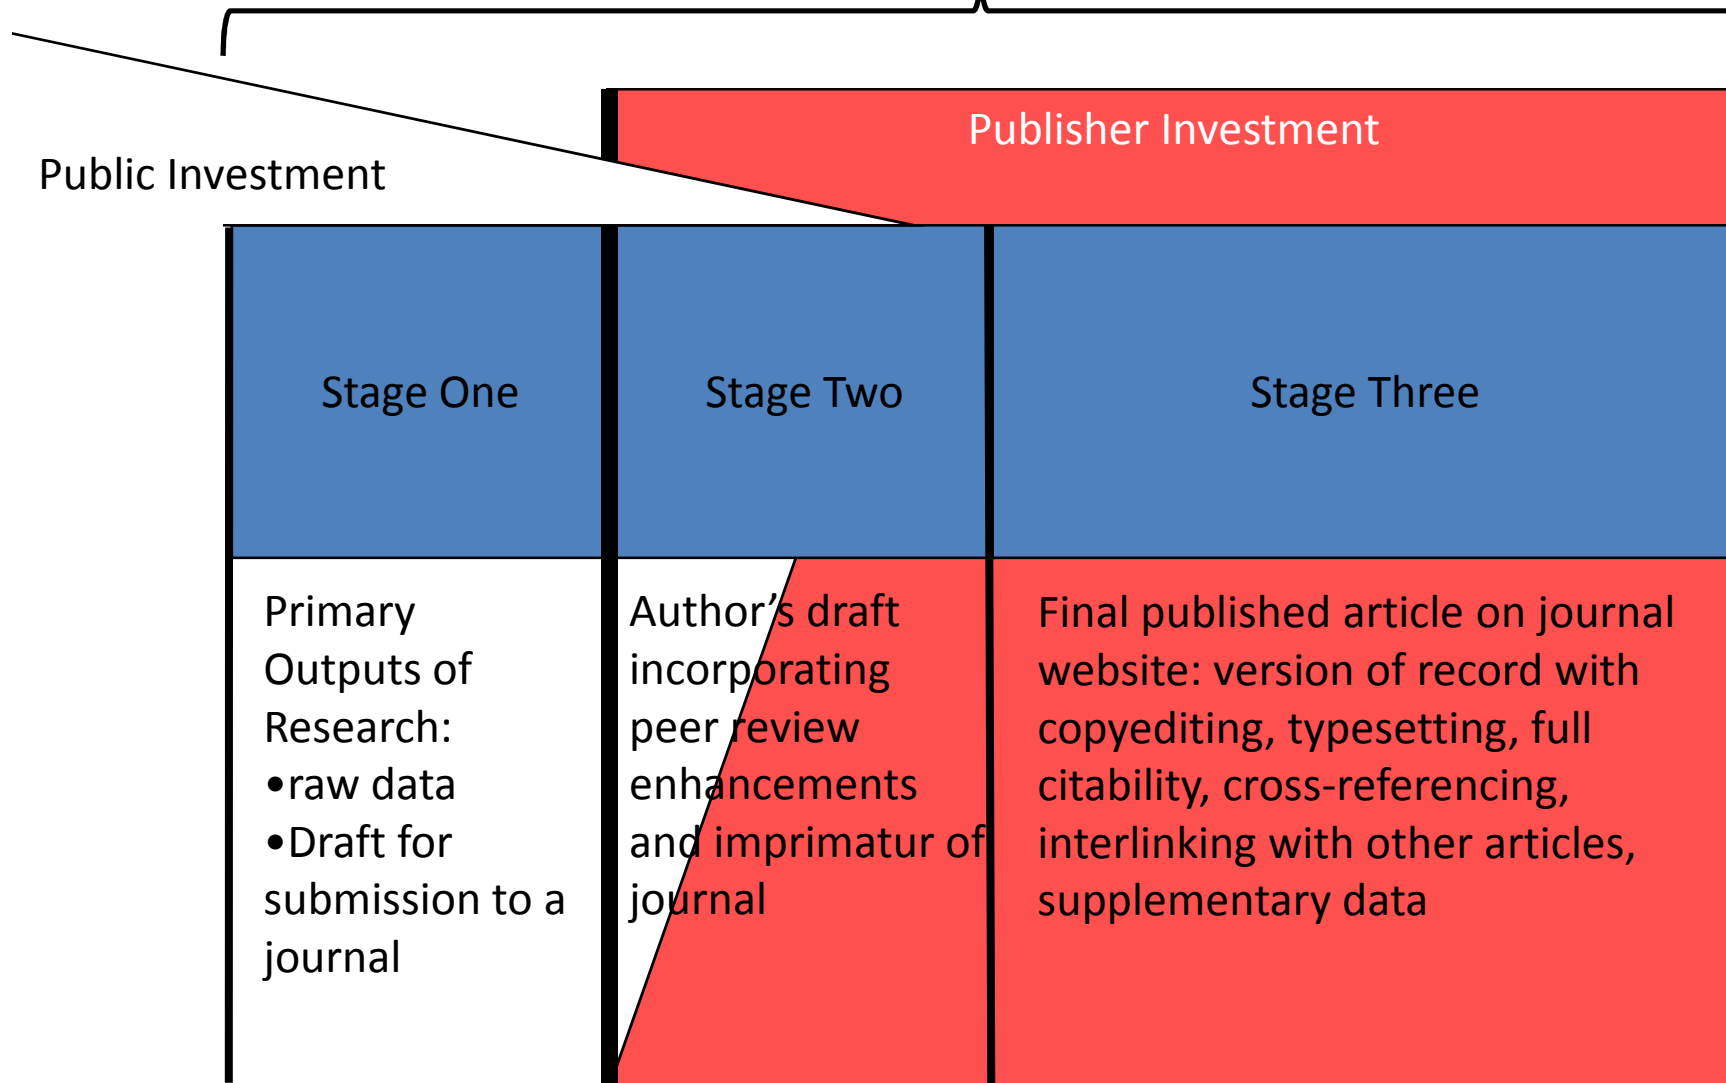 Publisher Investment
Public Investment
Stage One
Stage Two
Stage Three
Primary
Outputs of
Research:
•raw data
•Draft for
submission to a
journal
Author’s draft
incorporating
peer review
enhancements
and imprimatur of
journal
Final published article on journal
website: version of record with
copyediting, typesetting, full
citability, cross-referencing,
interlinking with other articles,
supplementary data